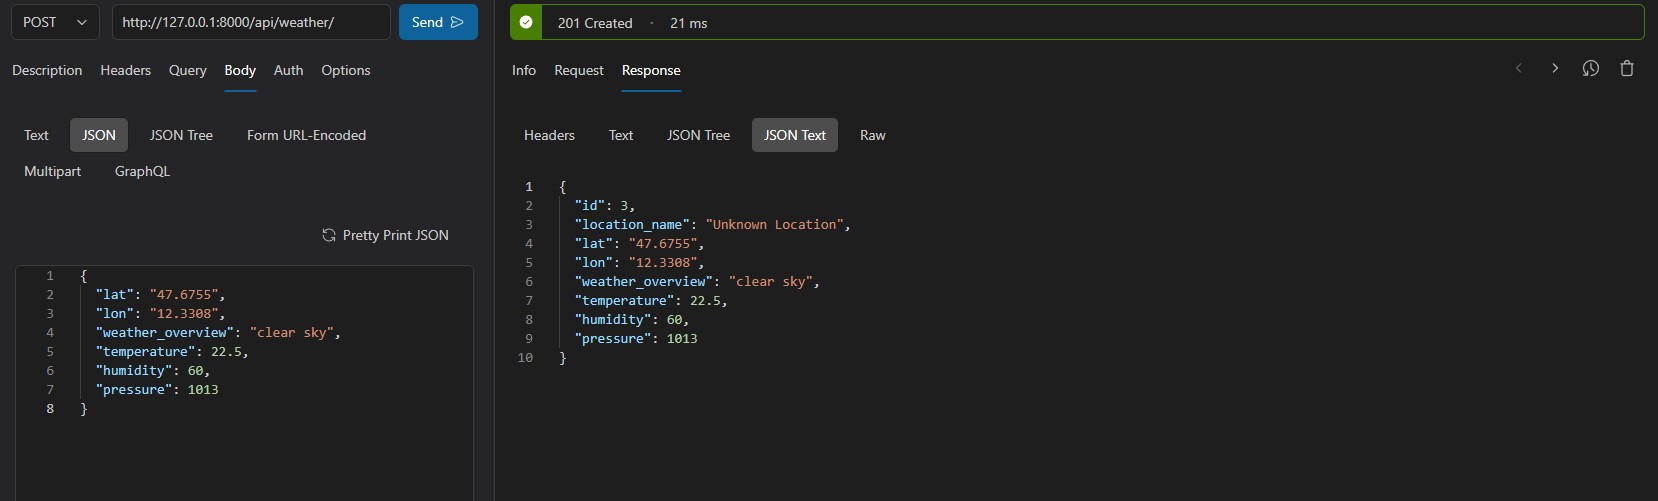 POST http://127.0.0.1:8000/api/weather/ Send
Description Headers Query Body Auth Options
Text JSON JSON Tree Form URL-Encoded
Multipart GraphQL
Pretty Print JSON
1 {
2 "lat": "47.6755",
3 "lon": "12.3308",
4 "weather_overview": "clear sky",
5 "temperature": 22.5,
6 "humidity": 60,
7 "pressure": 1013
8 }
201 Created · 21 ms
Info Request Response
Headers Text JSON Tree JSON Text Raw
1 {
2 "id": 3,
3 "location_name": "Unknown Location",
4 "lat": "47.6755",
5 "lon": "12.3308",
6 "weather_overview": "clear sky",
7 "temperature": 22.5,
8 "humidity": 60,
9 "pressure": 1013
10 }